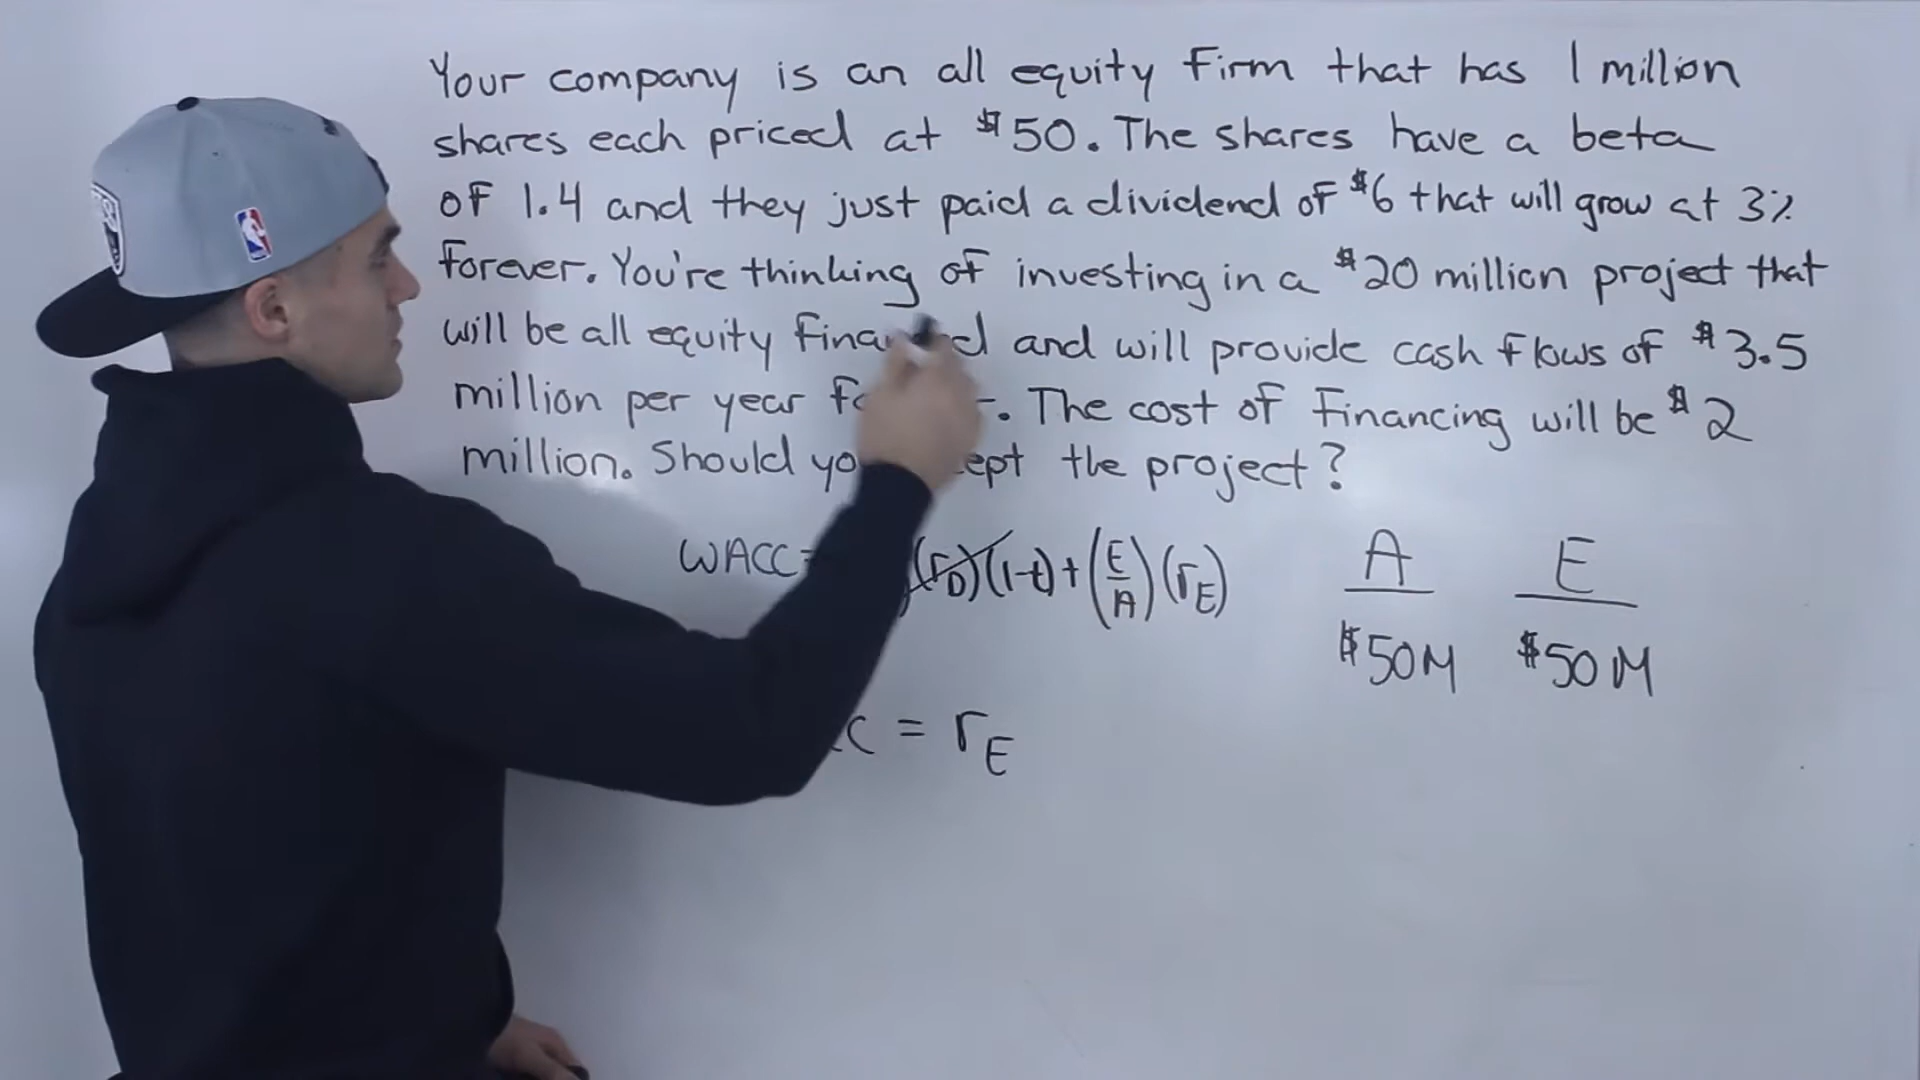 Your company is an all equity firm that has 1 million
shares each priced at $50. The shares have a beta
of 1.4 and they just paid a dividend of $6 that will grow at 3%
forever. You're thinking of investing in a $20 million project that
will be all equity and will provide cash flows of $3.5
million per year The cost of financing will be $2
million. Should the project?
WACC= (rD)(1-t)+(E/A)(rE) A E
$50M $50M
= rE